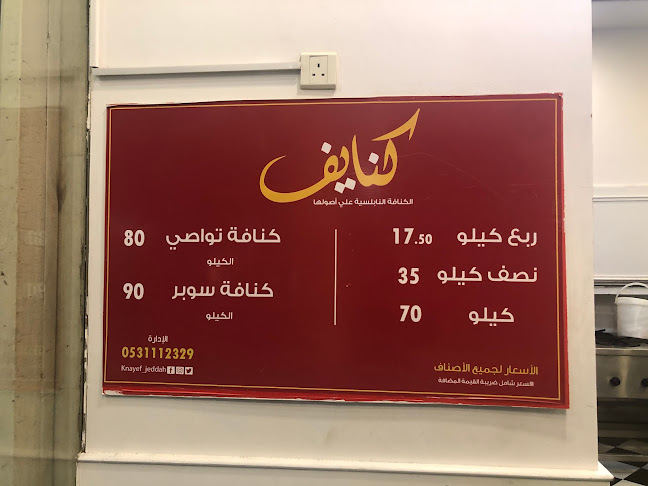 كنايف
الكنافة النابلسية علي أصولها
ربع كيلو 17.50
نصف كيلو 35
كيلو 70
كنافة تواصي 80
الكيلو
كنافة سوبر 90
الكيلو
الأسعار لجميع الأصناف
الأسعار شامل ضريبة القيمة المضافة
الإدارة
0531112329
Knayef_jeddah